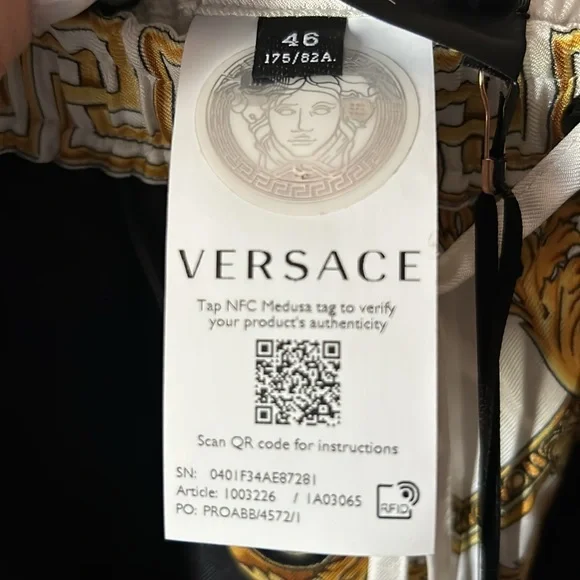 46
175/82A.
VERSACE
Tap NFC Medusa tag to verify
your product's authenticity
Scan QR code for instructions
SN: 0401F34AE87281
Article: 1003226 / 1A03065
PO: PROABB/4572/1
RFID